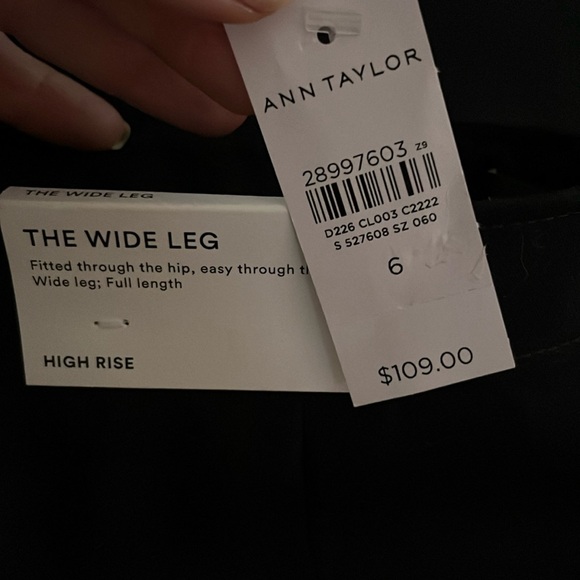 ANN TAYLOR
28997603 Z9
D226 CL003 C2222
S 527608 SZ 060
6
$109.00
THE WIDE LEG
THE WIDE LEG
Fitted through the hip, easy through
Wide leg; Full length
HIGH RISE